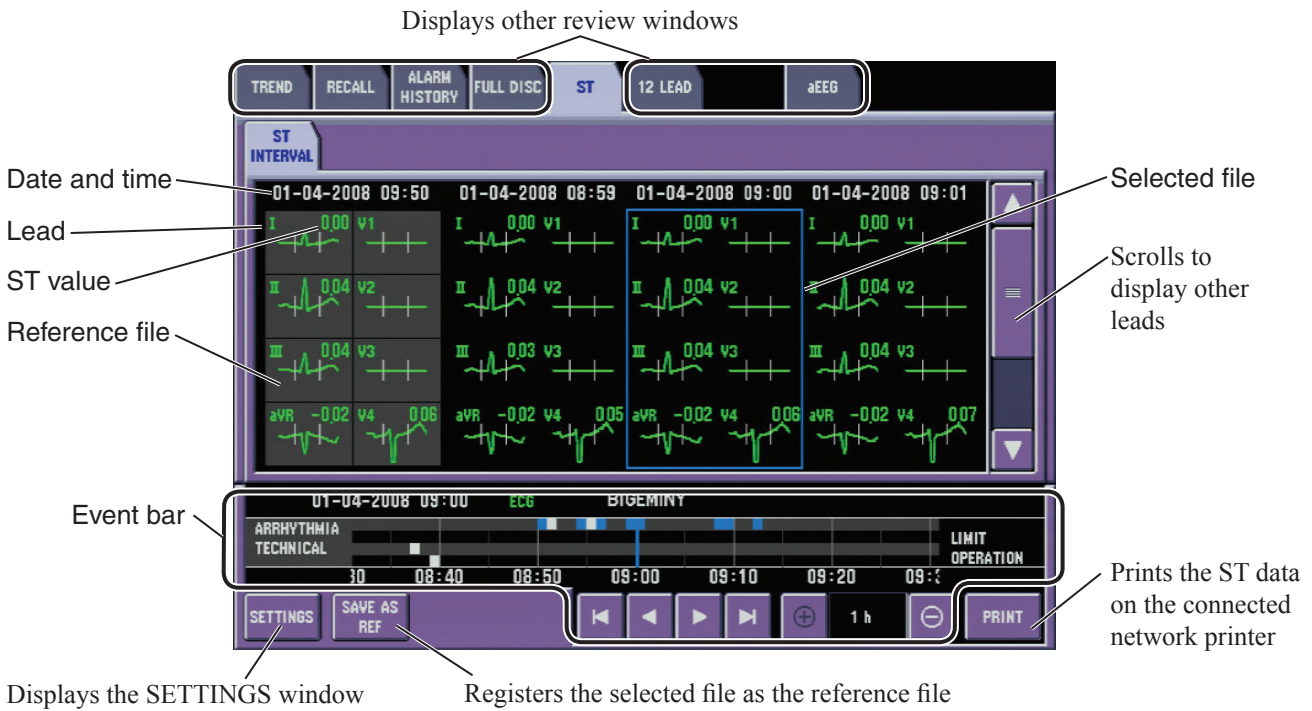 Displays other review windows
TREND RECALL ALARM HISTORY FULL DISC ST 12 LEAD aEEG
ST INTERVAL
Date and time
01-04-2008 09:50 01-04-2008 08:59 01-04-2008 09:00 01-04-2008 09:01
Selected file
Lead
I 0.00 V1 I 0.00 V1 I 0.00 V1 I 0.00 V1
ST value
Scrolls to
display other
leads
II 0.04 V2 II 0.04 V2 II 0.04 V2 II 0.04 V2
Reference file
III 0.04 V3 III 0.03 V3 III 0.04 V3 III 0.04 V3
aVR -0.02 V4 0.06 aVR -0.02 V4 0.05 aVR -0.02 V4 0.06 aVR -0.02 V4 0.07
Event bar
01-04-2008 09:00 ECG BIGEMINY
ARRHYTHMIA
TECHNICAL
LIMIT
OPERATION
30 08:40 08:50 09:00 09:10 09:20
SETTINGS SAVE AS REF 1 h PRINT
Prints the ST data
on the connected
network printer
Displays the SETTINGS window
Registers the selected file as the reference file